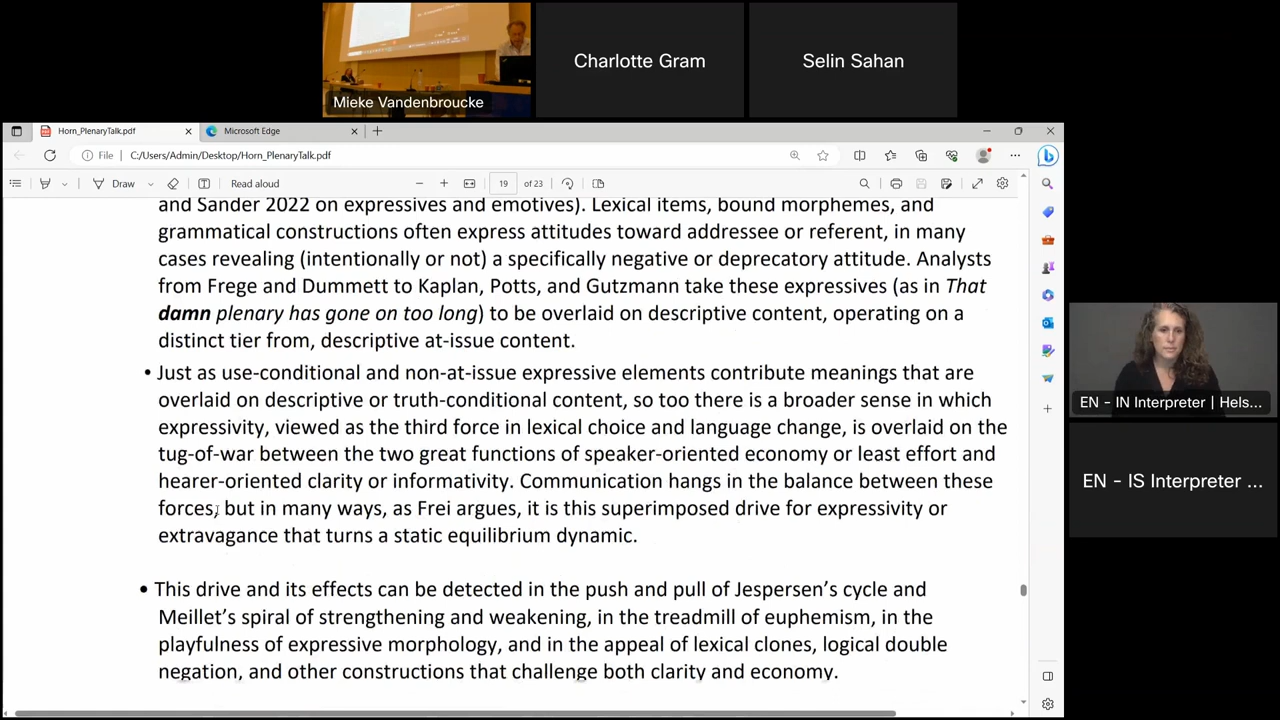 Mieke Vandenbroucke
Charlotte Gram
Selin Sahan
Horn_PlenaryTalk.pdf
Microsoft Edge
File
C:/Users/Admin/Desktop/Horn_PlenaryTalk.pdf
Draw
Read aloud
19
of 23
and Sander 2022 on expressives and emotives). Lexical items, bound morphemes, and
grammatical constructions often express attitudes toward addressee or referent, in many
cases revealing (intentionally or not) a specifically negative or deprecatory attitude. Analysts
from Frege and Dummett to Kaplan, Potts, and Gutzmann take these expressives (as in That
damn plenary has gone on too long) to be overlaid on descriptive content, operating on a
distinct tier from, descriptive at-issue content.
• Just as use-conditional and non-at-issue expressive elements contribute meanings that are
overlaid on descriptive or truth-conditional content, so too there is a broader sense in which
expressivity, viewed as the third force in lexical choice and language change, is overlaid on the
tug-of-war between the two great functions of speaker-oriented economy or least effort and
hearer-oriented clarity or informativity. Communication hangs in the balance between these
forces, but in many ways, as Frei argues, it is this superimposed drive for expressivity or
extravagance that turns a static equilibrium dynamic.
• This drive and its effects can be detected in the push and pull of Jespersen’s cycle and
Meillet’s spiral of strengthening and weakening, in the treadmill of euphemism, in the
playfulness of expressive morphology, and in the appeal of lexical clones, logical double
negation, and other constructions that challenge both clarity and economy.
EN - IN Interpreter | Hels...
EN - IS Interpreter ...